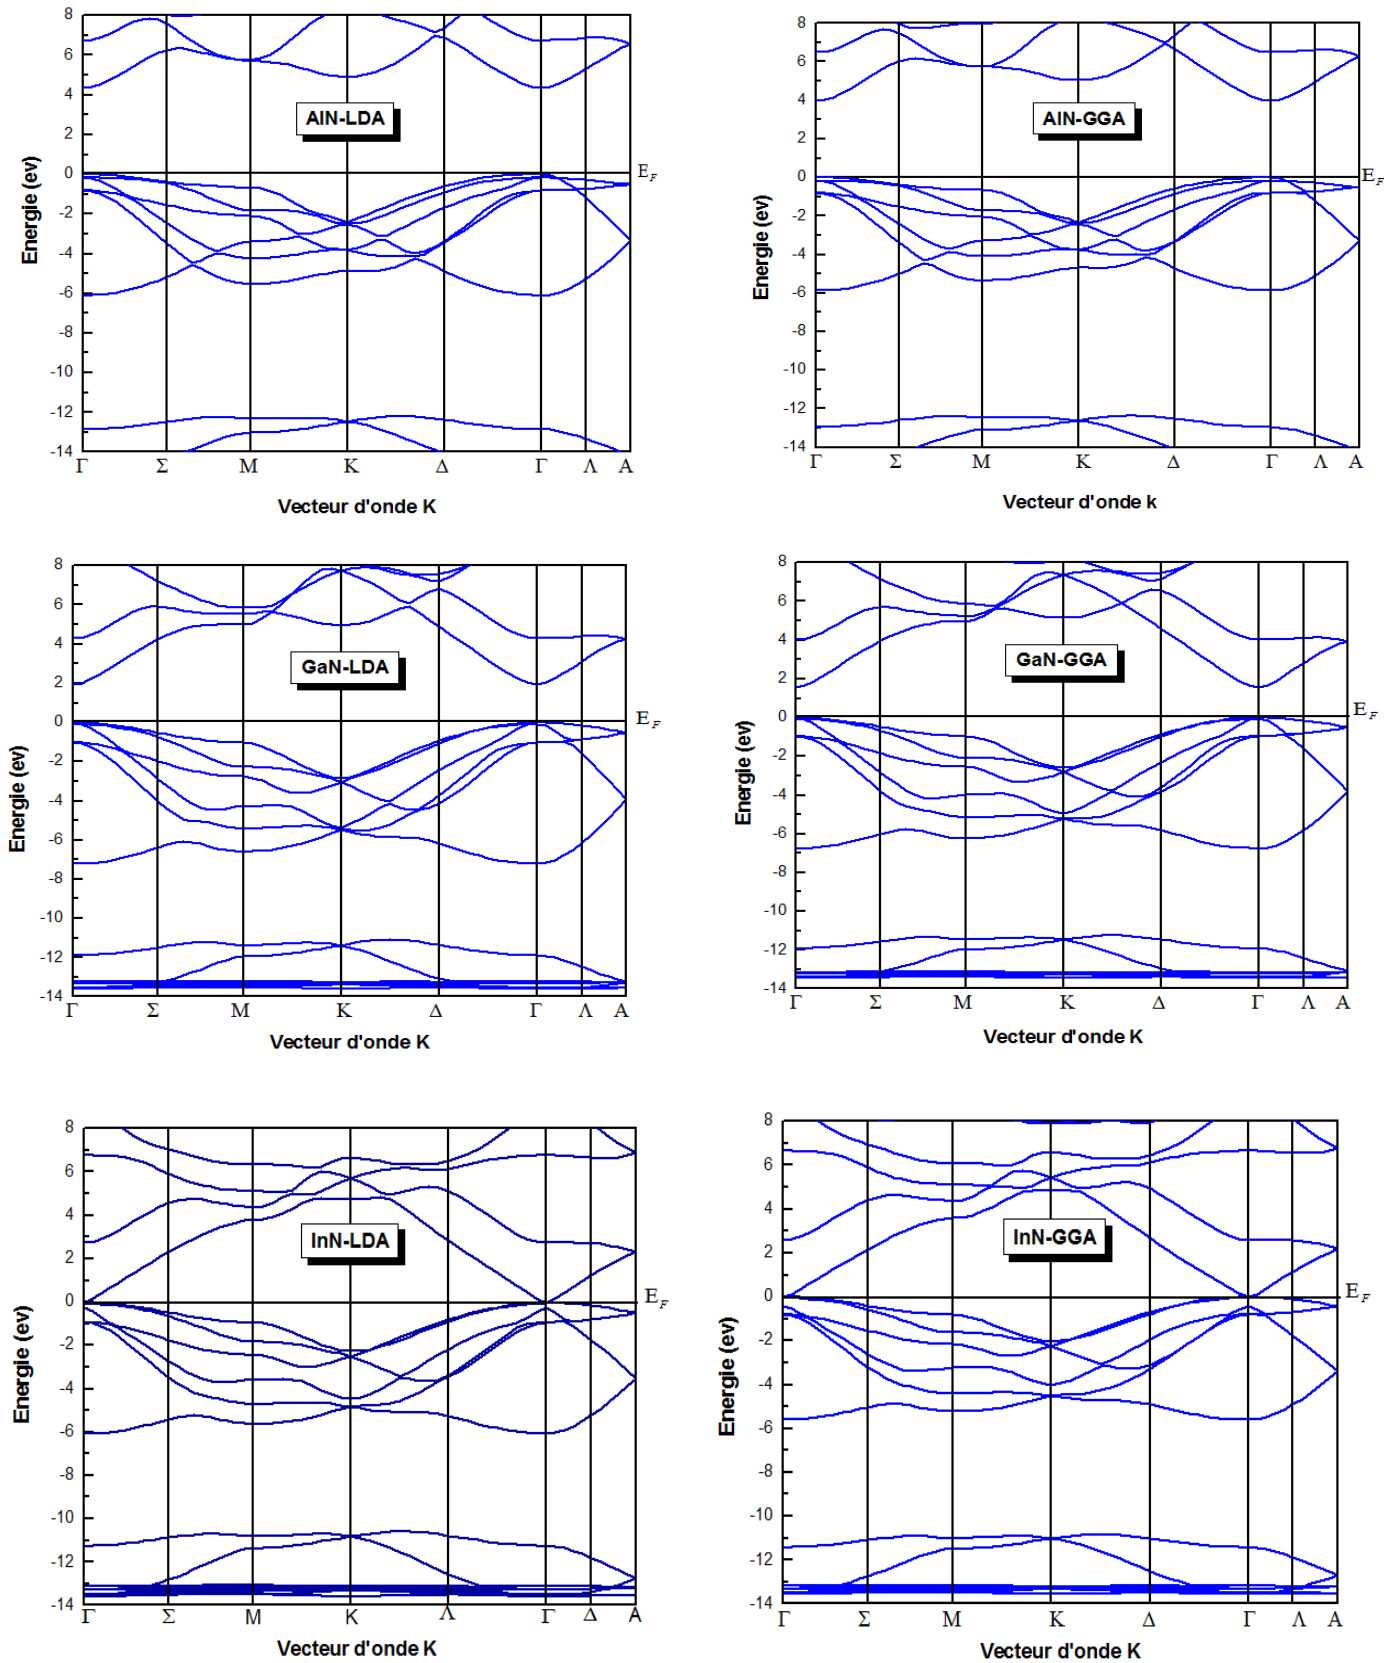 8
6
4
2
0
-2
-4
-6
-8
-10
-12
-14
Energie (ev)
AlN-LDA
E_F
Γ Σ M K Δ Γ Λ A
Vecteur d'onde K
8
6
4
2
0
-2
-4
-6
-8
-10
-12
-14
Energie (ev)
AlN-GGA
E_F
Γ Σ M K Δ Γ Λ A
Vecteur d'onde k
8
6
4
2
0
-2
-4
-6
-8
-10
-12
-14
Energie (ev)
GaN-LDA
E_F
Γ Σ M K Δ Γ Λ A
Vecteur d'onde K
8
6
4
2
0
-2
-4
-6
-8
-10
-12
-14
Energie (ev)
GaN-GGA
E_F
Γ Σ M K Δ Γ Λ A
Vecteur d'onde K
8
6
4
2
0
-2
-4
-6
-8
-10
-12
-14
Energie (ev)
InN-LDA
E_F
Γ Σ M K Λ Γ Δ A
Vecteur d'onde K
8
6
4
2
0
-2
-4
-6
-8
-10
-12
-14
Energie (ev)
InN-GGA
E_F
Γ Σ M K Δ Γ Λ A
Vecteur d'onde K